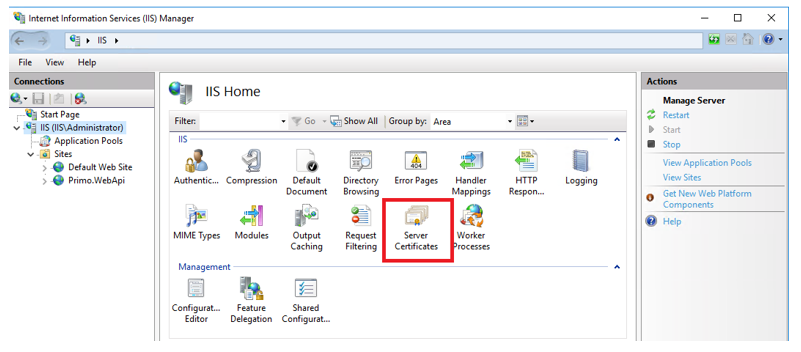 Internet Information Services (IIS) Manager
IIS
File View Help
Connections
Start Page
IIS (IIS\Administrator)
Application Pools
Sites
Default Web Site
Primo.WebApi
IIS Home
Filter: Go Show All Group by: Area
IIS
Authentic... Compression Default Document Directory Browsing Error Pages Handler Mappings HTTP Respon... Logging
404
MIME Types Modules Output Caching Request Filtering Server Certificates Worker Processes
Management
Configurat... Editor Feature Delegation Shared Configurat...
Actions
Manage Server
Restart
Start
Stop
View Application Pools
View Sites
Get New Web Platform
Components
Help